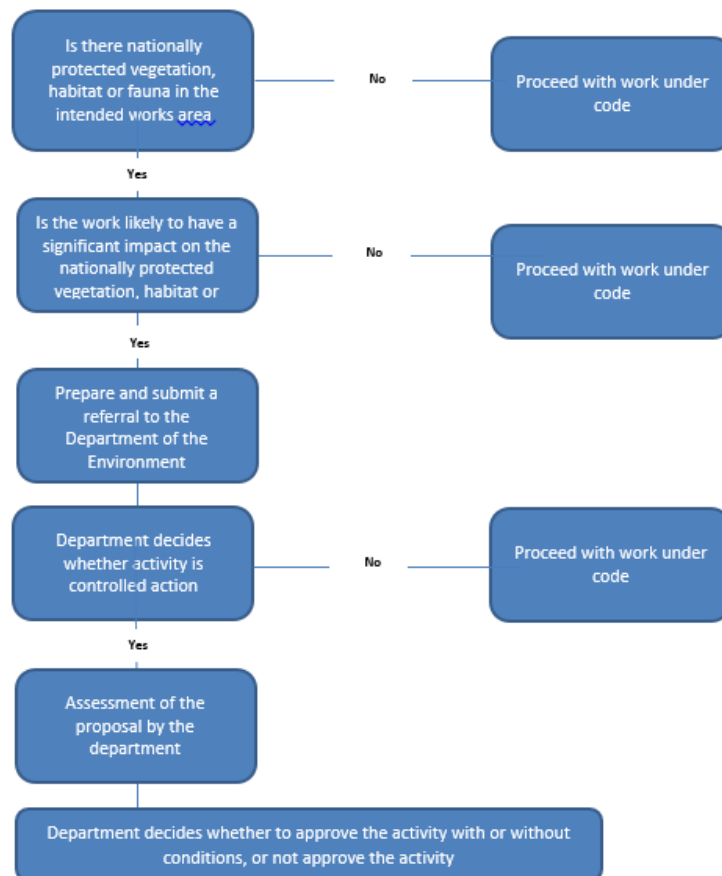 Is there nationally
protected vegetation,
habitat or fauna in the
intended works area
No
Proceed with work under
code
Yes
Is the work likely to have a
significant impact on the
nationally protected
vegetation, habitat or
No
Proceed with work under
code
Yes
Prepare and submit a
referral to the
Department of the
Environment
Department decides
whether activity is
controlled action
No
Proceed with work under
code
Yes
Assessment of the
proposal by the
department
Department decides whether to approve the activity with or without
conditions, or not approve the activity